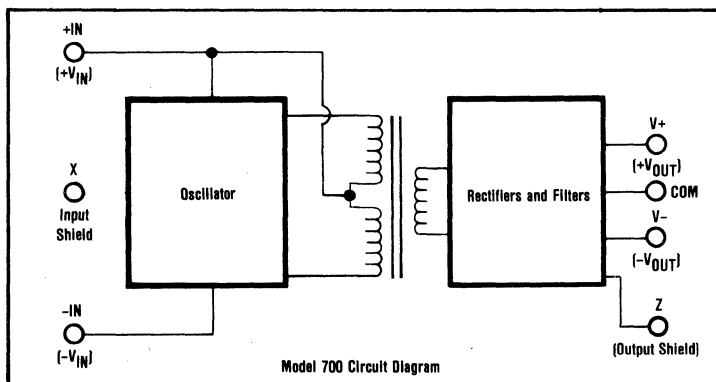 +IN
(+VIN)
X
Input
Shield
-IN
(-VIN)
Oscillator
Rectifiers and Filters
V+
(+VOUT)
COM
V-
(-VOUT)
Z
(Output Shield)
Model 700 Circuit Diagram